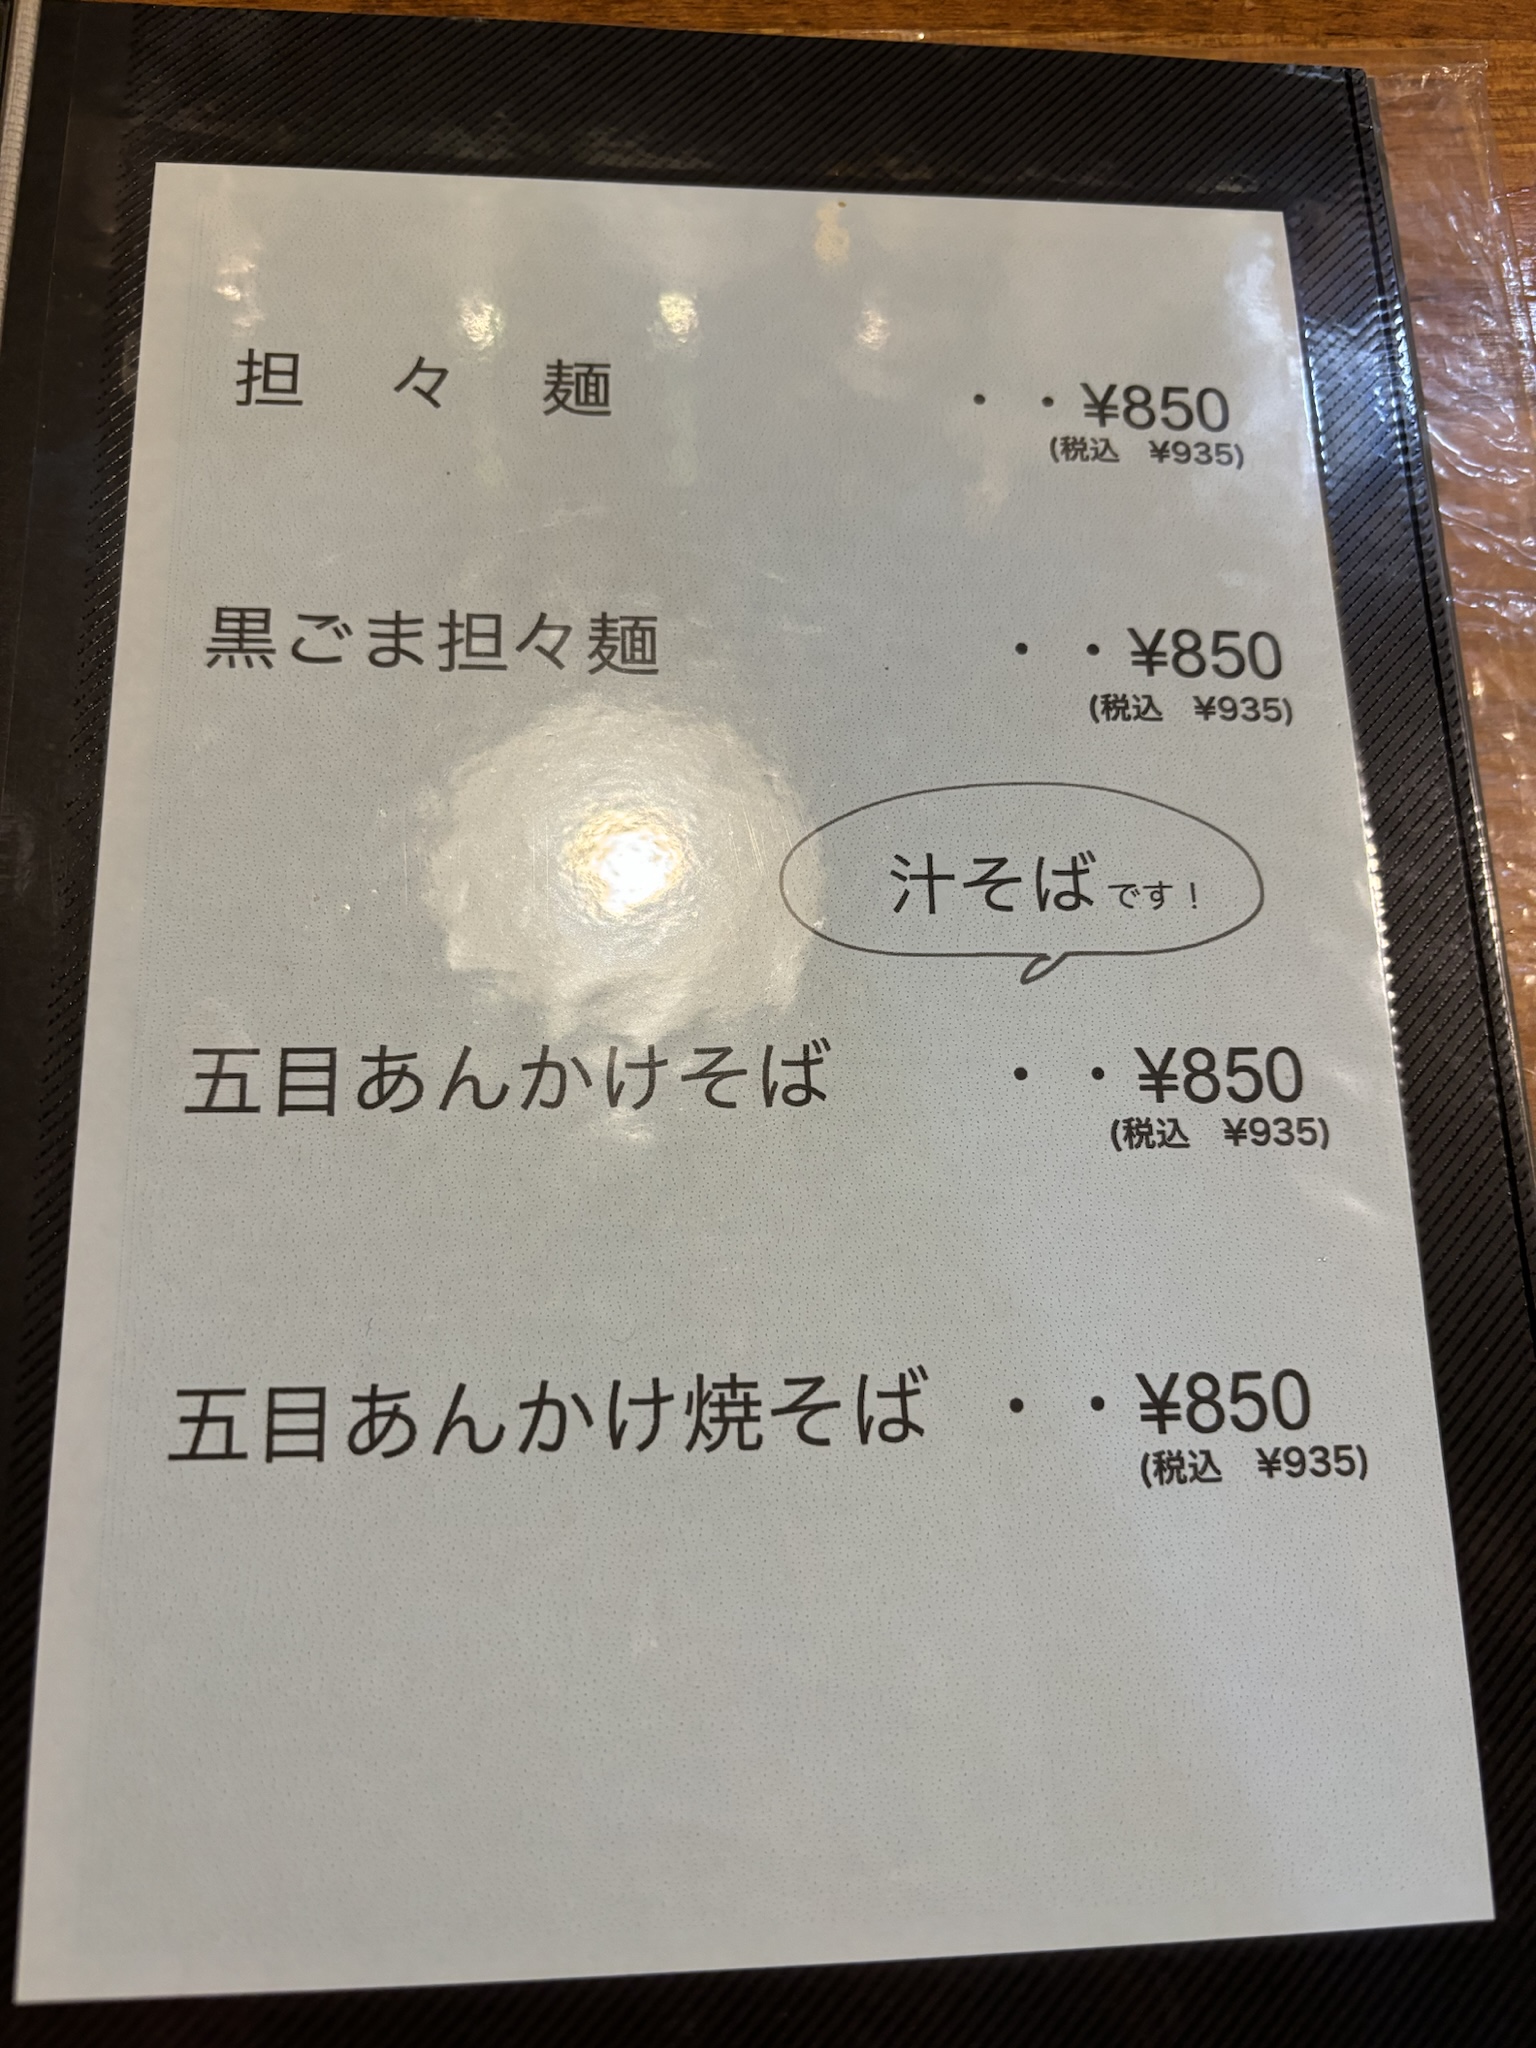 担々麺 ・・¥850
(税込 ¥935)
黒ごま担々麺 ・・¥850
(税込 ¥935)
汁そばです！
五目あんかけそば ・・¥850
(税込 ¥935)
五目あんかけ焼そば ・・¥850
(税込 ¥935)